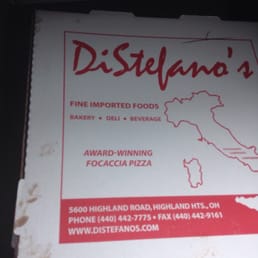 DiStefano's
FINE IMPORTED FOODS
BAKERY • DELI • BEVERAGE
AWARD-WINNING
FOCACCIA PIZZA
5600 HIGHLAND ROAD, HIGHLAND HTS., OH
PHONE (440) 442-7775 • FAX (440) 442-9161
WWW.DISTEFANOS.COM